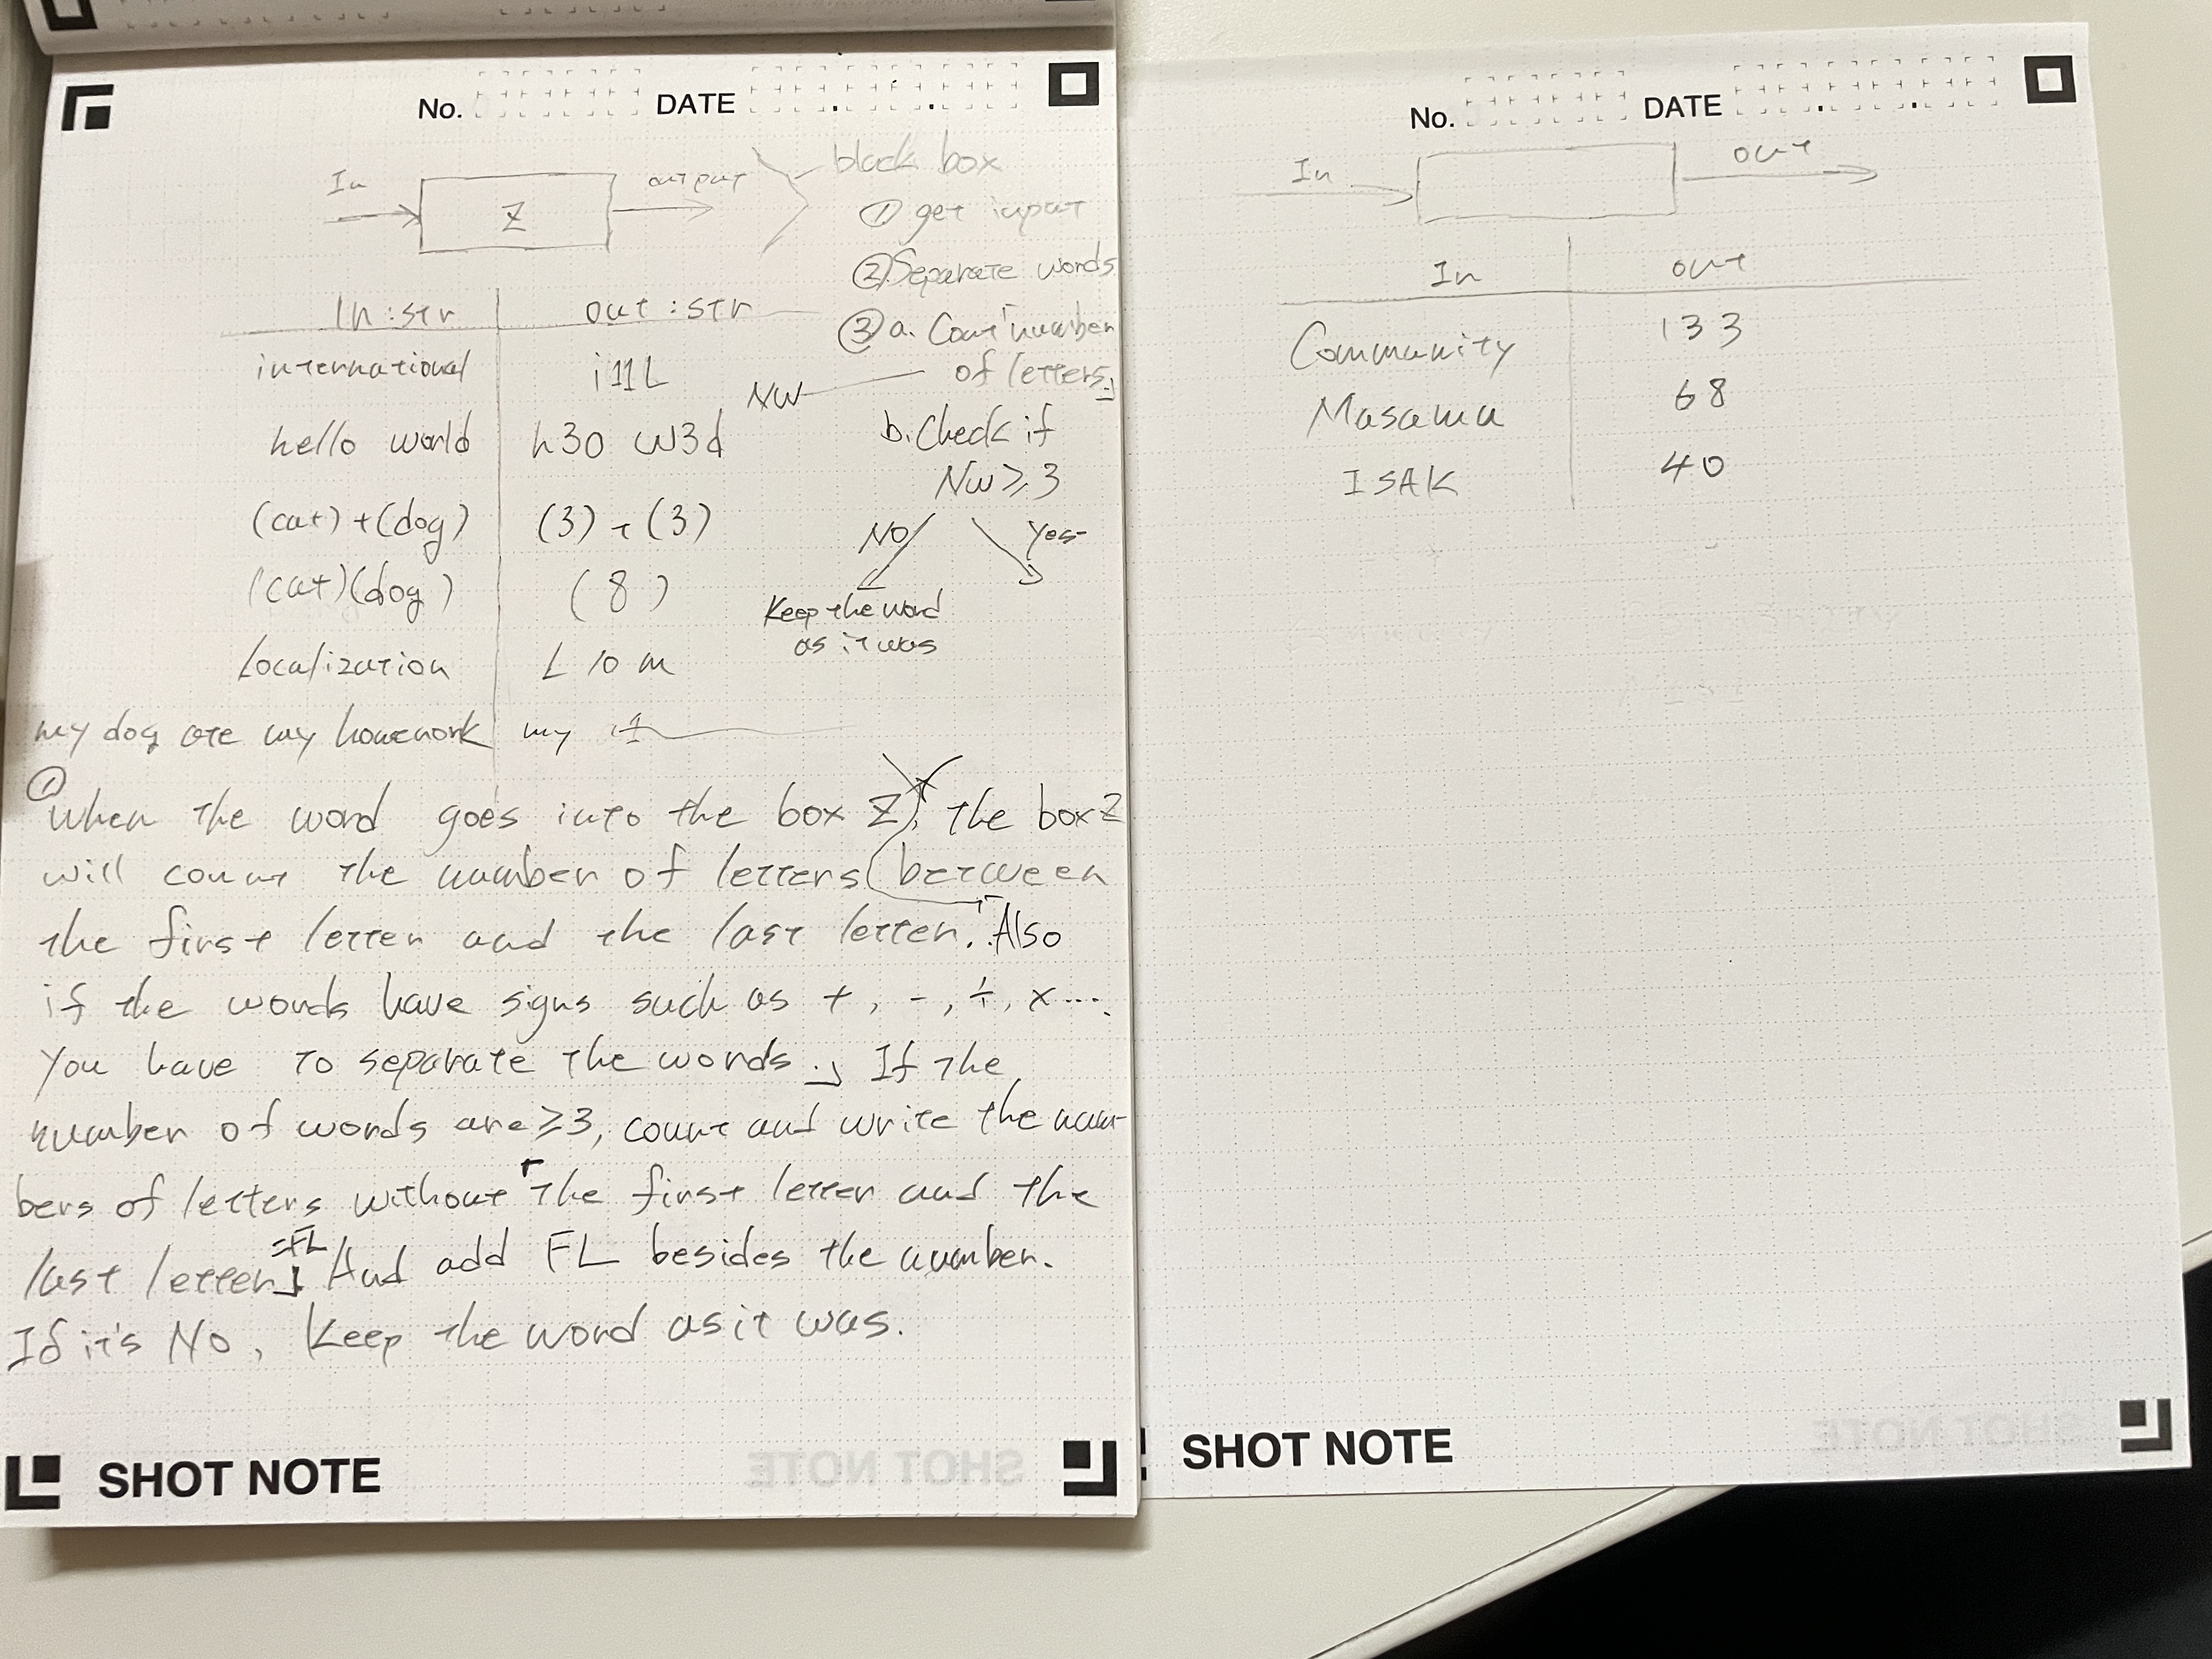 No. DATE
In Z output
black box
① get input
② Separate words
③ a. Count number
of letters
Nw
b. Check if
Nw ≥ 3
No Yes
Keep the word
as it was
In : str out : str
international i11L
hello world h30 w3d
(cat)+(dog) (3)+(3)
(cat)(dog) (8)
Localization L 10 n
my dog ate my homework my 1
①
When the word goes into the box Z, the box Z
will count the number of letters (between
the first letter and the last letter. Also
if the words have signs such as +, -, ÷, × ....
You have to separate the words. If the
number of words are ≥3, count and write the num-
bers of letters without the first letter and the
=FL
last letter. And add FL besides the number.
If it's No, Keep the word as it was.
SHOT NOTE
No. DATE
In out
In out
Community 133
Masama 68
ISAK 40
SHOT NOTE